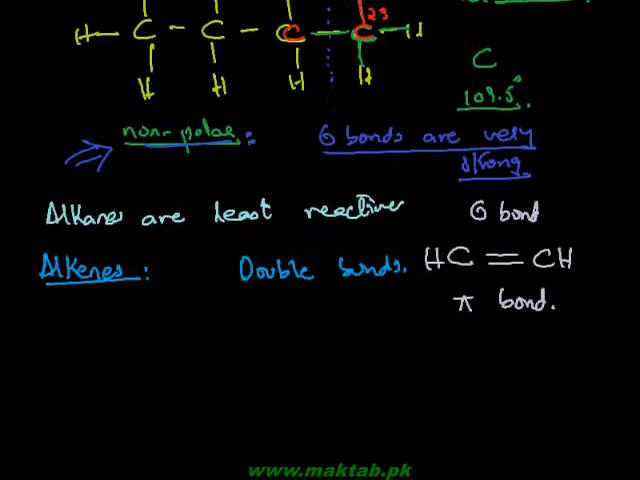 H - C - C - C - C - H
23
H H H H
C
109.5°
non-polar : σ bonds are very
strong
Alkanes are least reactive σ bond
Alkenes : Double bonds. HC = CH
π bond.
www.maktab.pk